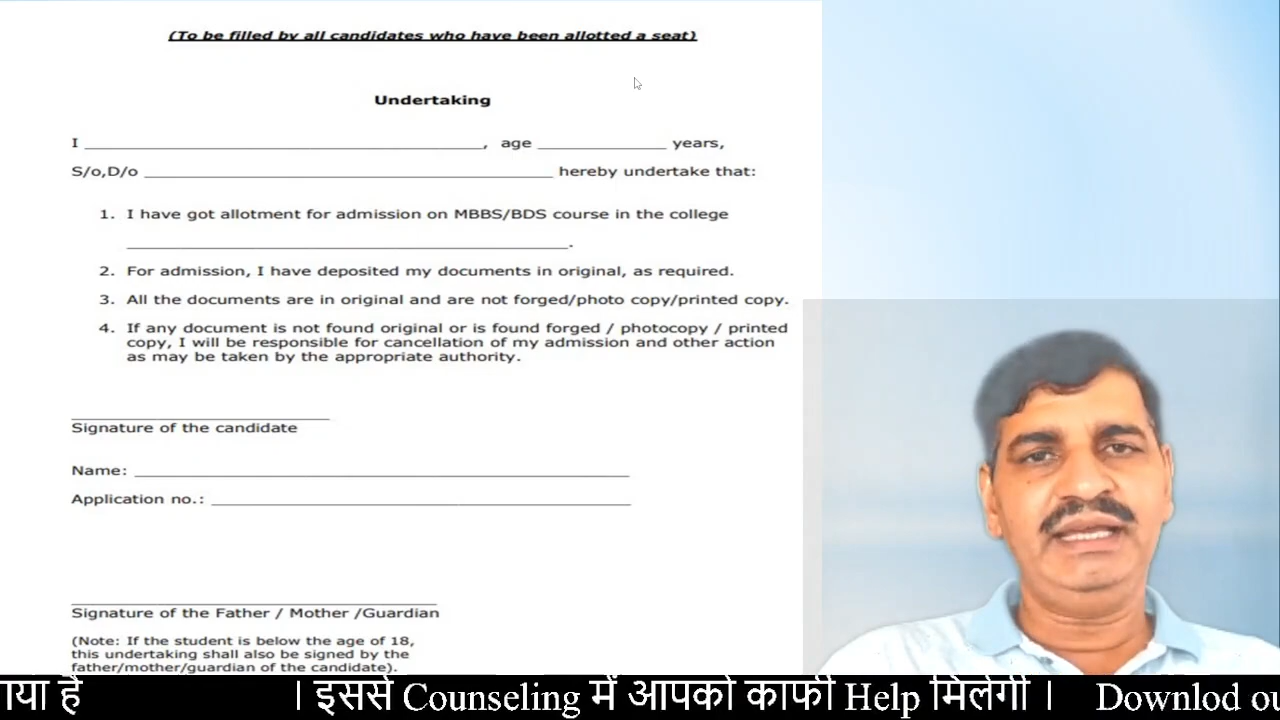 (To be filled by all candidates who have been allotted a seat)
Undertaking
I ________________________________, age ___________ years,
S/o,D/o __________________________________ hereby undertake that:
1. I have got allotment for admission on MBBS/BDS course in the college
____________________________________.
2. For admission, I have deposited my documents in original, as required.
3. All the documents are in original and are not forged/photo copy/printed copy.
4. If any document is not found original or is found forged / photocopy / printed
copy, I will be responsible for cancellation of my admission and other action
as may be taken by the appropriate authority.
Signature of the candidate
Name: ________________________________________
Application no.: __________________________________
Signature of the Father / Mother /Guardian
(Note: If the student is below the age of 18,
this undertaking shall also be signed by the
father/mother/guardian of the candidate).
गया है । इससे Counseling में आपको काफी Help मिलेगी । Downlod ou